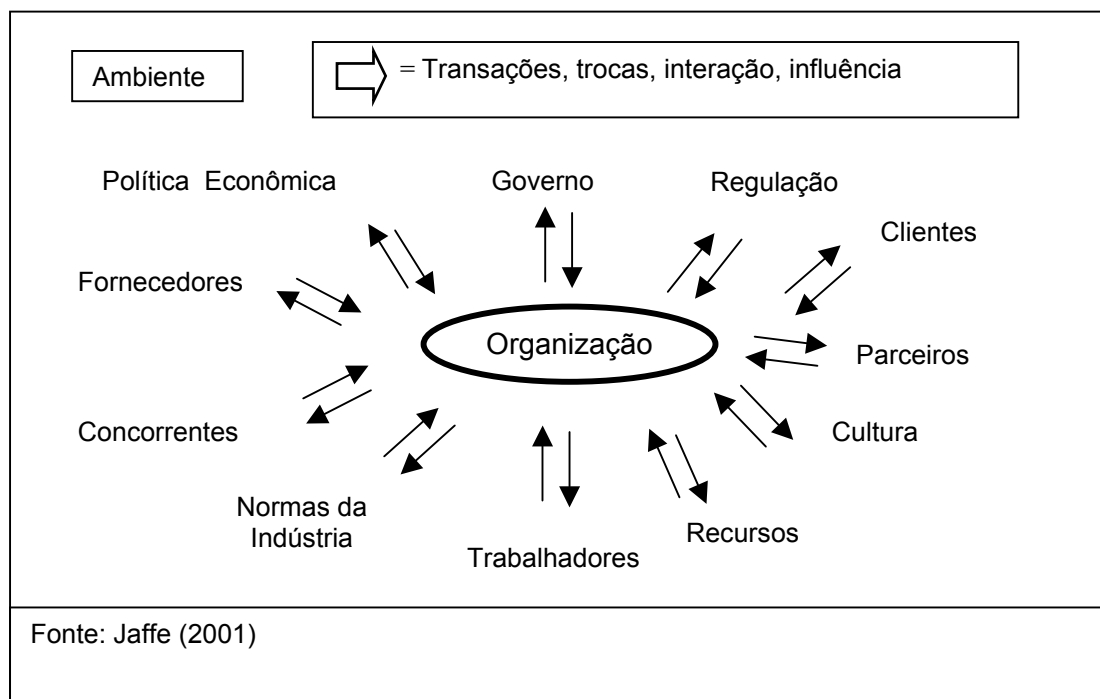 Ambiente
= Transações, trocas, interação, influência
Política Econômica
Governo
Regulação
Clientes
Fornecedores
Organização
Parceiros
Concorrentes
Cultura
Normas da
Indústria
Trabalhadores
Recursos
Fonte: Jaffe (2001)